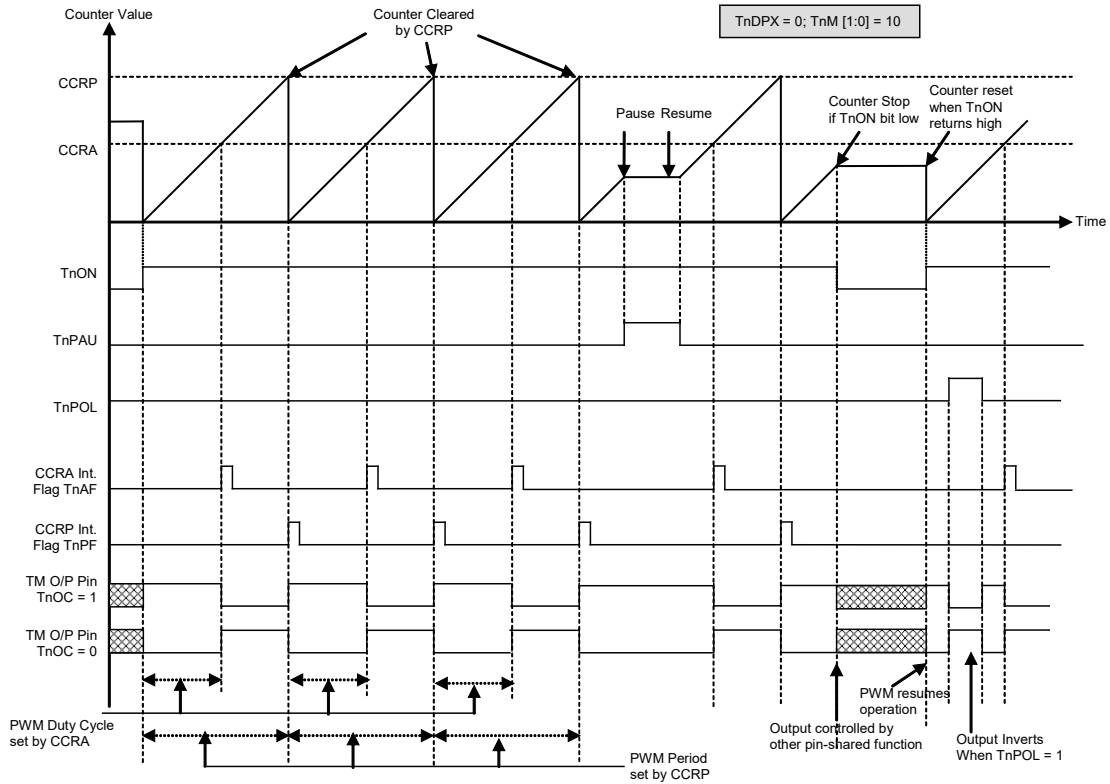 Counter Value
Counter Cleared
by CCRP
TnDPX = 0; TnM [1:0] = 10
CCRP
Pause Resume
Counter Stop
if TnON bit low
Counter reset
when TnON
returns high
CCRA
Time
TnON
TnPAU
TnPOL
CCRA Int.
Flag TnAF
CCRP Int.
Flag TnPF
TM O/P Pin
TnOC = 1
TM O/P Pin
TnOC = 0
PWM Duty Cycle
set by CCRA
PWM resumes
operation
Output controlled by
other pin-shared function
Output Inverts
When TnPOL = 1
PWM Period
set by CCRP